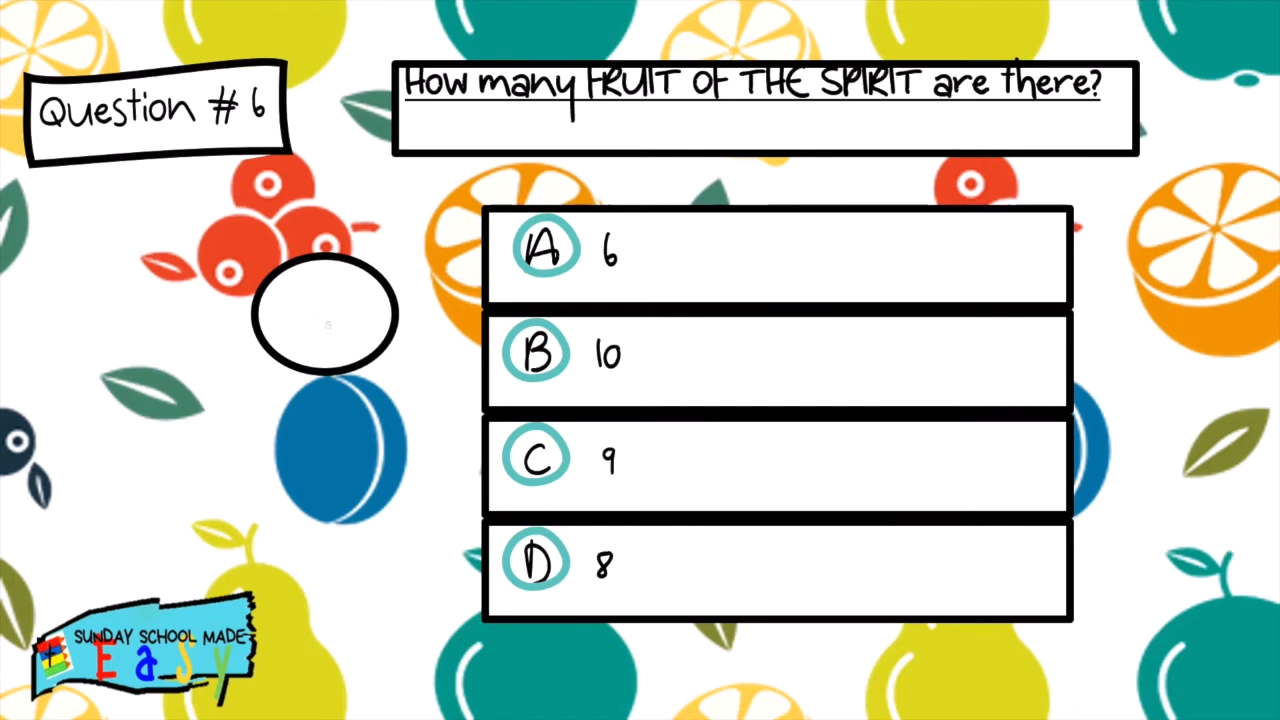 Question # 6
How many FRUIT OF THE SPIRIT are there?
A 6
B 10
C 9
D 8
SUNDAY SCHOOL MADE
Easy